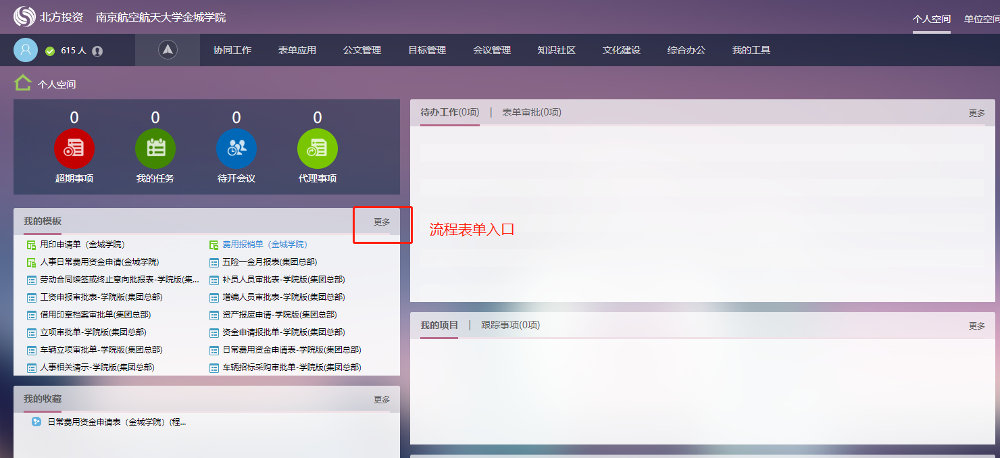 北方投资 南京航空航天大学金城学院
个人空间 单位空间
615 人
协同工作 表单应用 公文管理 目标管理 会议管理 知识社区 文化建设 综合办公 我的工具
个人空间
0 0 0 0
超期事项 我的任务 待开会议 代理事项
待办工作(0项) | 表单审批(0项) 更多
我的模板 更多
流程表单入口
用印申请单（金城学院） 费用报销单（金城学院）
人事日常费用资金申请(金城学院) 五险一金月报表(集团总部)
劳动合同续签或终止意向批报表-学院版(集... 补员人员审批表-学院版(集团总部)
工资申报审批表-学院版(集团总部) 增编人员审批表-学院版(集团总部)
借用印章档案审批单(集团总部) 资产报废申请-学院版(集团总部)
立项审批单-学院版(集团总部) 资金申请报批单-学院版(集团总部)
车辆立项审批单-学院版(集团总部) 日常费用资金申请表-学院版(集团总部)
人事相关请示-学院版(集团总部) 车辆招标采购审批单-学院版(集团总部)
我的项目 | 跟踪事项(0项) 更多
我的收藏 更多
日常费用资金申请表（金城学院）(程...